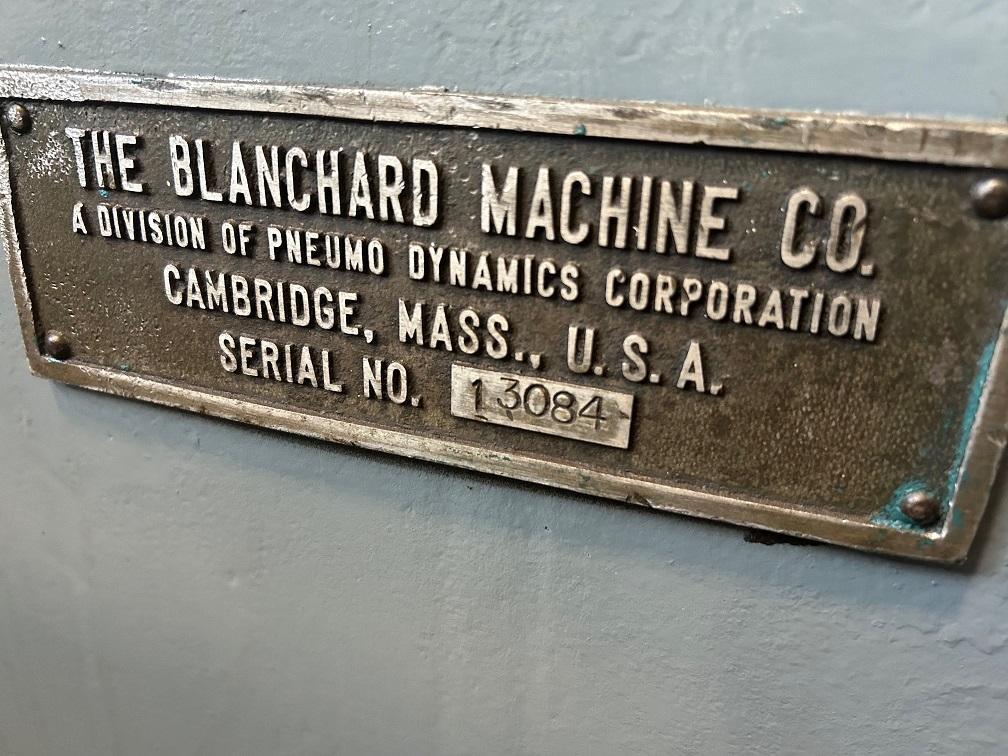 THE BLANCHARD MACHINE CO.
A DIVISION OF PNEUMO DYNAMICS CORPORATION
CAMBRIDGE, MASS., U.S.A.
SERIAL NO. 13084